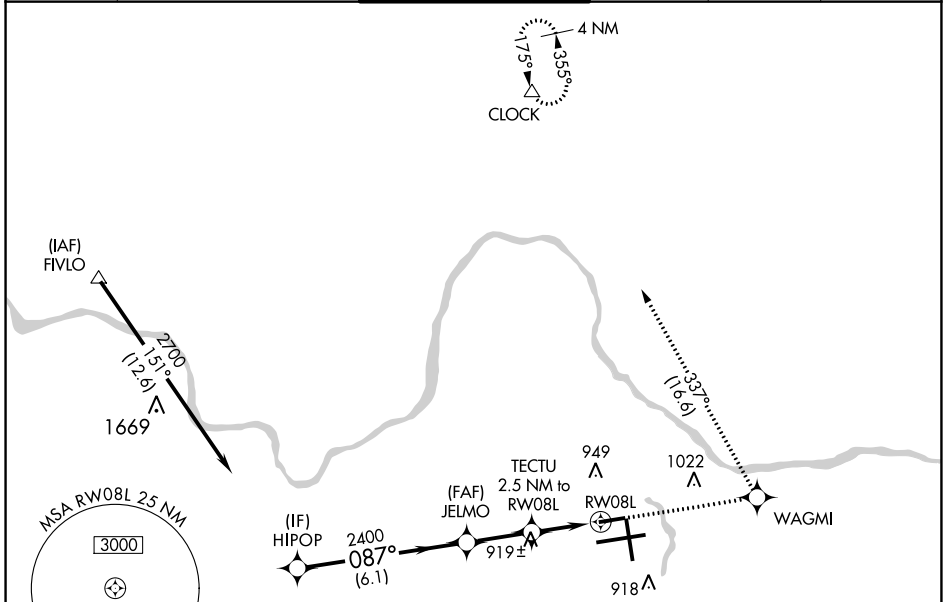 4 NM
175°
355°
CLOCK
(IAF)
FIVLO
2700
151°
(12.6)
1669
337°
(16.6)
949
1022
TECTU
2.5 NM to
RW08L
(FAF)
JELMO
RW08L
WAGMI
MSA RW08L 25 NM
3000
(IF)
HIPOP
2400
087°
(6.1)
919±
918